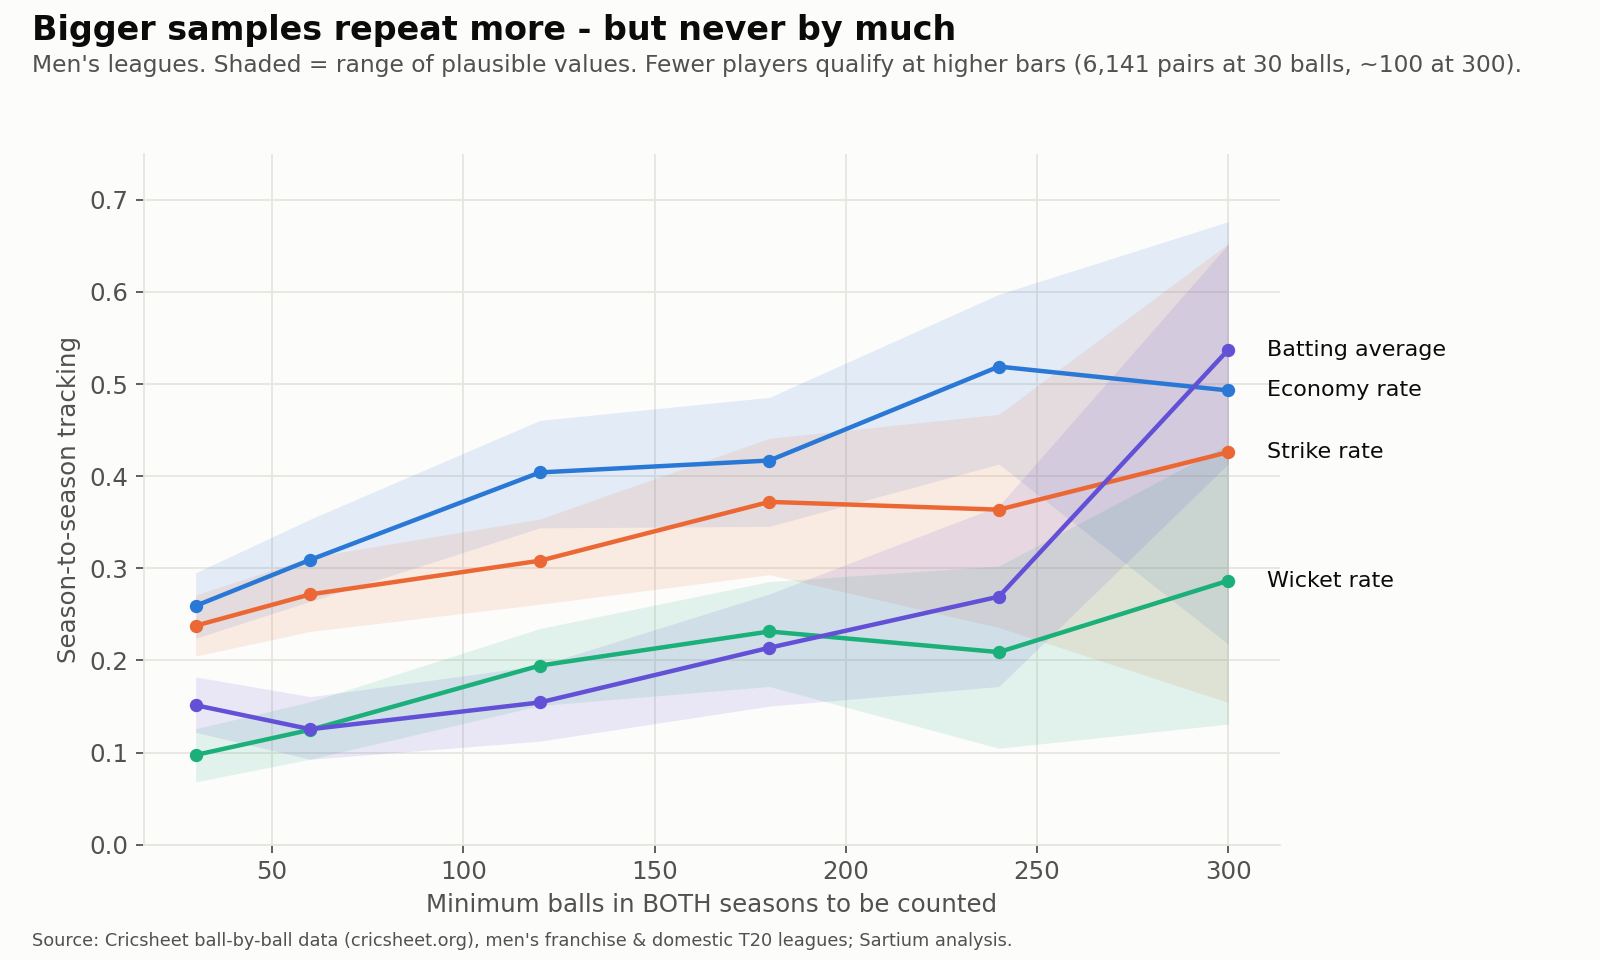 Bigger samples repeat more - but never by much
Men's leagues. Shaded = range of plausible values. Fewer players qualify at higher bars (6,141 pairs at 30 balls, ~100 at 300).
0.7
0.6
0.5
0.4
0.3
0.2
0.1
0.0
Season-to-season tracking
Batting average
Economy rate
Strike rate
Wicket rate
50
100
150
200
250
300
Minimum balls in BOTH seasons to be counted
Source: Cricsheet ball-by-ball data (cricsheet.org), men's franchise & domestic T20 leagues; Sartium analysis.